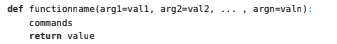 def functionname(arg1=val1, arg2=val2, ... , argn=valn):
    commands
    return value